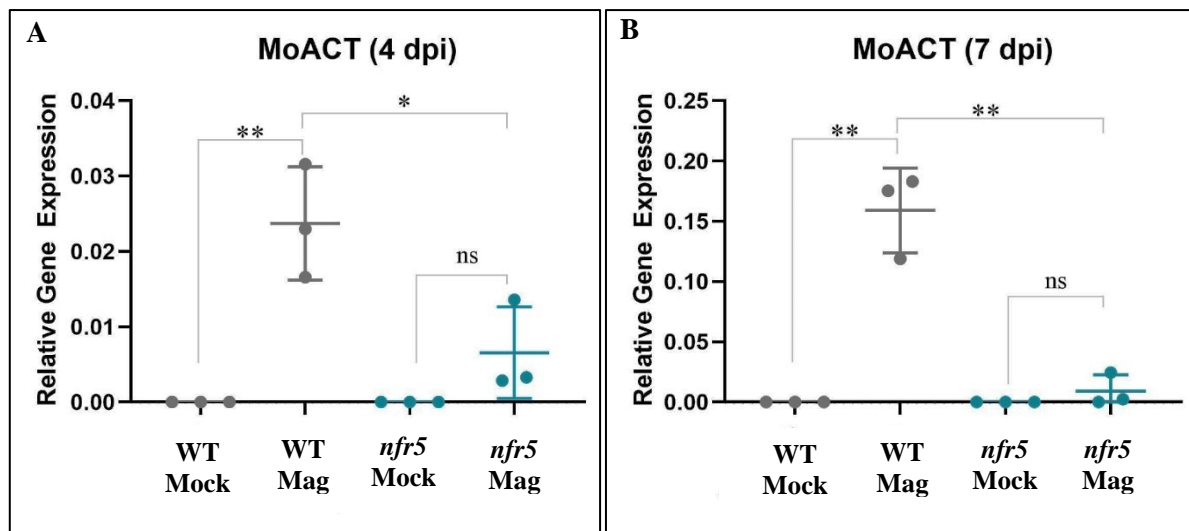 A
MoACT (4 dpi)
Relative Gene Expression
0.04
0.03
0.02
0.01
0.00
**
*
ns
WT Mock
WT Mag
nfr5 Mock
nfr5 Mag
B
MoACT (7 dpi)
Relative Gene Expression
0.25
0.20
0.15
0.10
0.05
0.00
**
**
ns
WT Mock
WT Mag
nfr5 Mock
nfr5 Mag